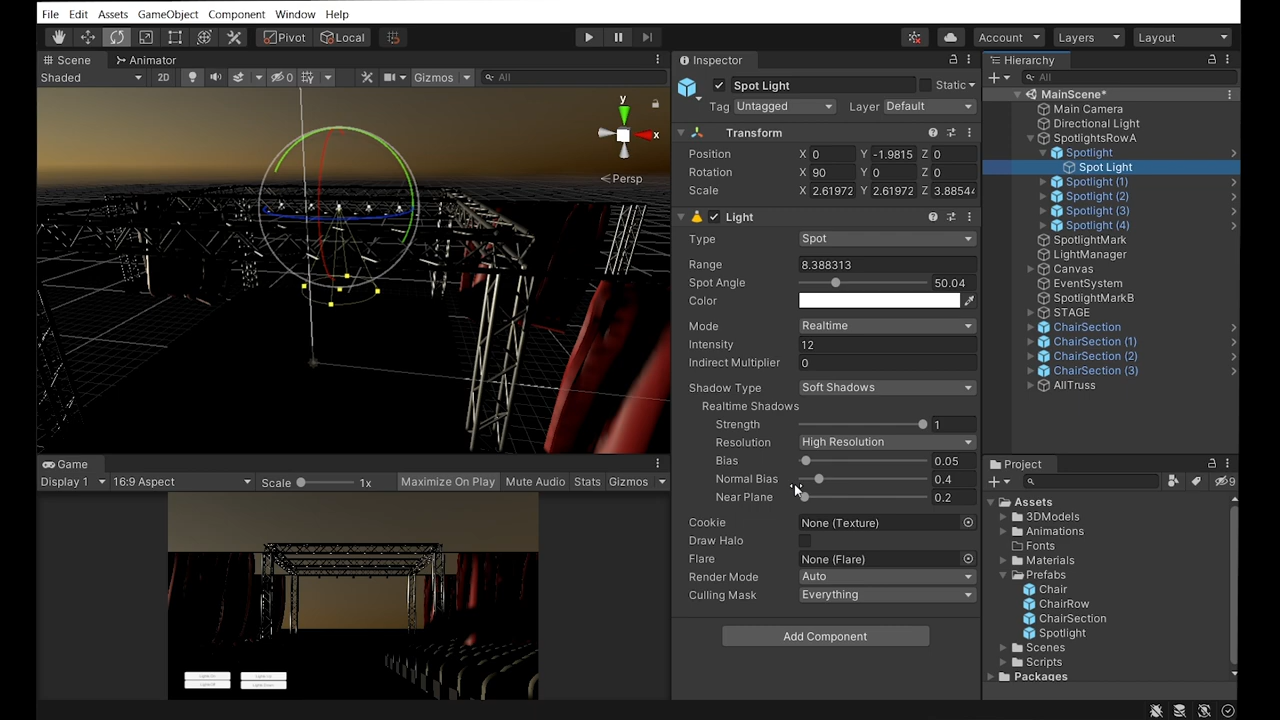 File Edit Assets GameObject Component Window Help
Pivot Local Account Layers Layout
Scene Animator
Shaded 2D 0 Gizmos All
y
x
Persp
Game
Display 1 16:9 Aspect Scale 1x Maximize On Play Mute Audio Stats Gizmos
Inspector
Spot Light Static
Tag Untagged Layer Default
Transform
Position X 0 Y -1.9815 Z 0
Rotation X 90 Y 0 Z 0
Scale X 2.61972 Y 2.61972 Z 3.88544
Light
Type Spot
Range 8.388313
Spot Angle 50.04
Color
Mode Realtime
Intensity 12
Indirect Multiplier 0
Shadow Type Soft Shadows
Realtime Shadows
Strength 1
Resolution High Resolution
Bias 0.05
Normal Bias 0.4
Near Plane 0.2
Cookie None (Texture)
Draw Halo
Flare None (Flare)
Render Mode Auto
Culling Mask Everything
Add Component
Hierarchy
All
MainScene*
Main Camera
Directional Light
SpotlightsRowA
Spotlight
Spot Light
Spotlight (1)
Spotlight (2)
Spotlight (3)
Spotlight (4)
SpotlightMark
LightManager
Canvas
EventSystem
SpotlightMarkB
STAGE
ChairSection
ChairSection (1)
ChairSection (2)
ChairSection (3)
AllTruss
Project
9
Assets
3DModels
Animations
Fonts
Materials
Prefabs
Chair
ChairRow
ChairSection
Spotlight
Scenes
Scripts
Packages